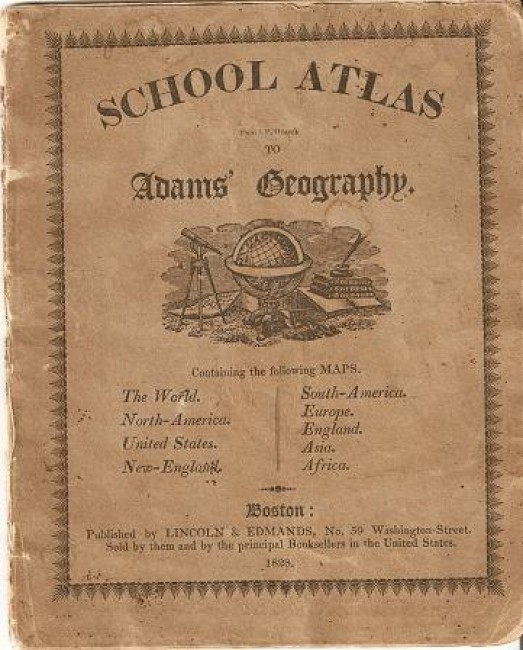 SCHOOL ATLAS
TO
Adams' Geography.
Containing the following MAPS.
The World.
North-America.
United States.
New-England.
South-America.
Europe.
England.
Asia.
Africa.
Boston:
Published by LINCOLN & EDMANDS, No. 59 Washington-Street.
Sold by them and by the principal Booksellers in the United States.
1828.